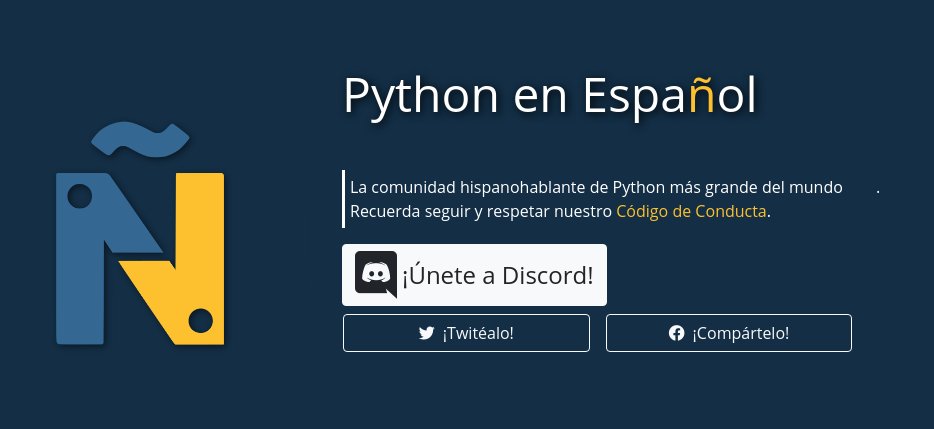 Ñ
Python en Español
La comunidad hispanohablante de Python más grande del mundo .
Recuerda seguir y respetar nuestro Código de Conducta.
¡Únete a Discord!
¡Twitéalo! ¡Compártelo!